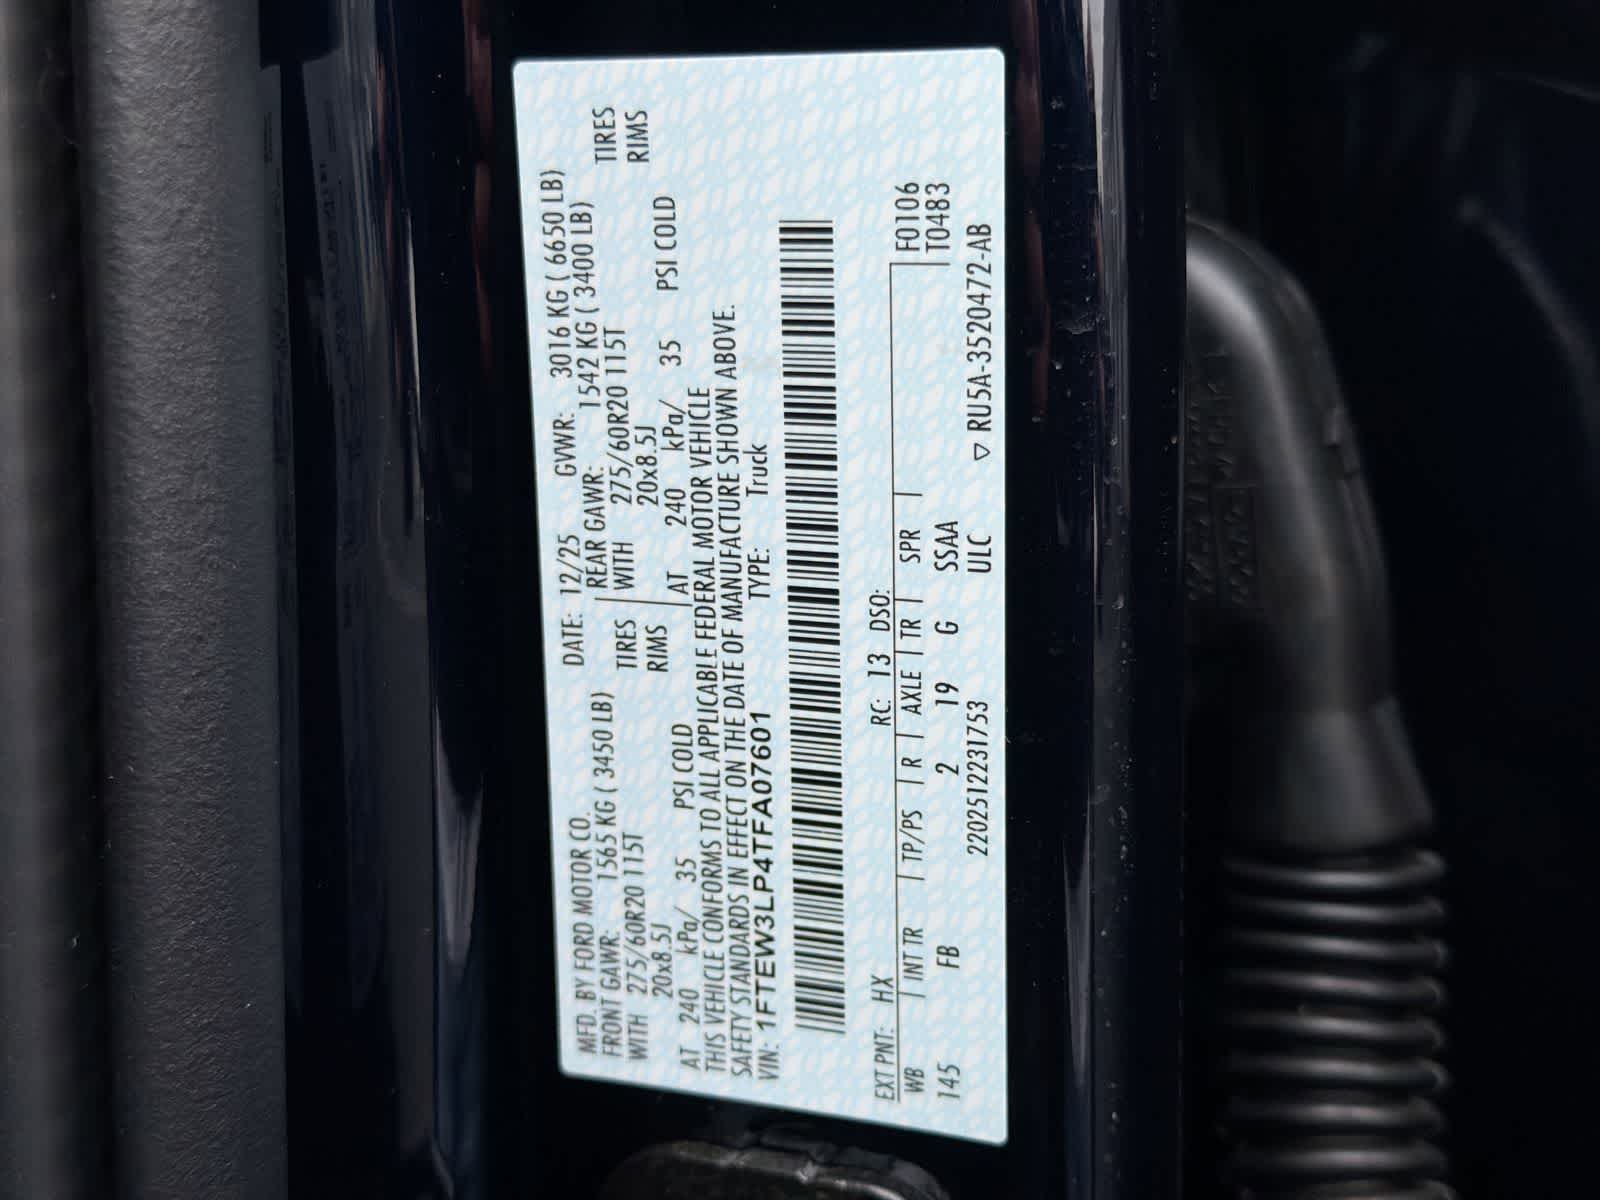 MFD. BY FORD MOTOR CO.
DATE: 12/25 GVWR: 3016 KG ( 6650 LB)
FRONT GAWR: 1565 KG ( 3450 LB)
REAR GAWR: 1542 KG ( 3400 LB)
WITH 275/60R20 115T TIRES
WITH 275/60R20 115T TIRES
20x8.5J RIMS
20x8.5J RIMS
AT 240 kPa/ 35 PSI COLD
AT 240 kPa/ 35 PSI COLD
THIS VEHICLE CONFORMS TO ALL APPLICABLE FEDERAL MOTOR VEHICLE
SAFETY STANDARDS IN EFFECT ON THE DATE OF MANUFACTURE SHOWN ABOVE.
VIN: 1FTEW3LP4TFA07601 TYPE: Truck
EXT PNT: HX RC: 13 DSO:
WB | INT TR | TP/PS | R | AXLE | TR | SPR | F0106
145 FB 2 19 G SSAA T0483
2202512231753 ULC ▽ RU5A-3520472-AB